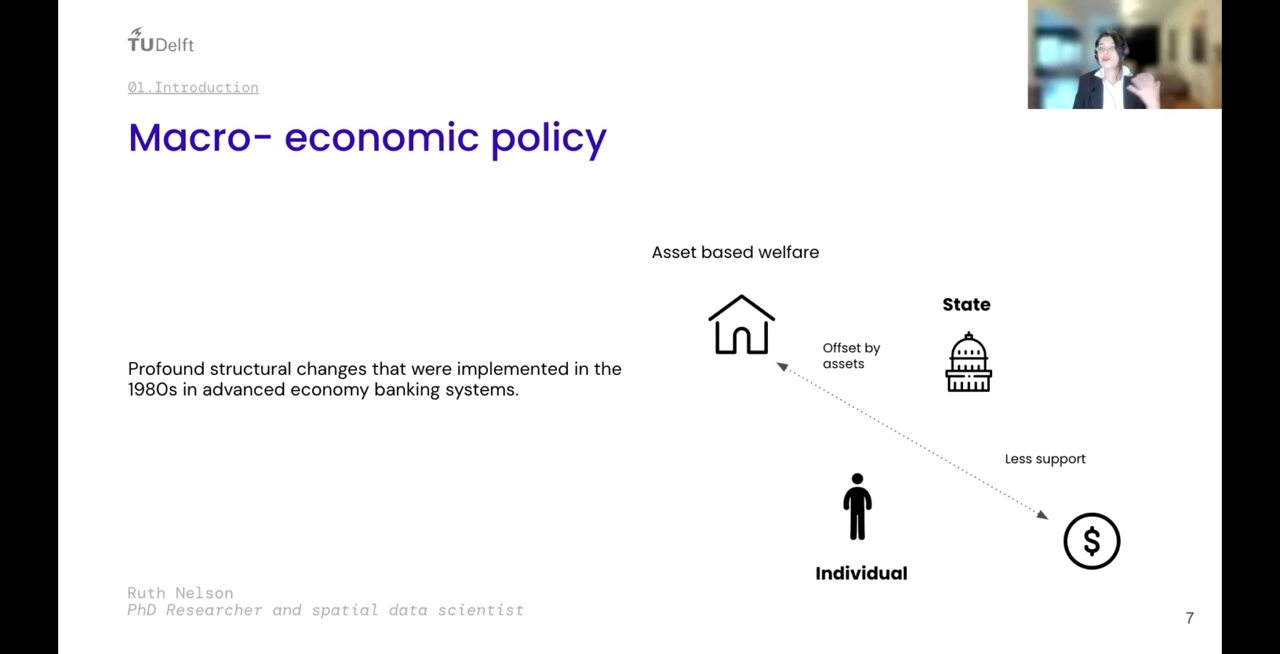 TUDelft
01.Introduction
Macro- economic policy
Asset based welfare
State
Offset by
assets
Profound structural changes that were implemented in the
1980s in advanced economy banking systems.
Less support
$
Individual
Ruth Nelson
PhD Researcher and spatial data scientist
7